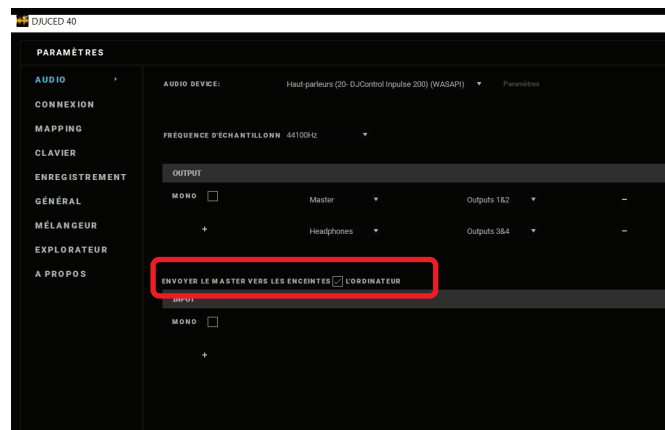 DJUCED 40
PARAMÈTRES
AUDIO
CONNEXION
MAPPING
CLAVIER
ENREGISTREMENT
GÉNÉRAL
MÉLANGEUR
EXPLORATEUR
A PROPOS
AUDIO DEVICE: Haut-parleurs (20- DJControl Inpulse 200) (WASAPI) Paramètres
FRÉQUENCE D'ÉCHANTILLONN 44100Hz
OUTPUT
MONO Master Outputs 1&2 –
+ Headphones Outputs 3&4 –
ENVOYER LE MASTER VERS LES ENCEINTES L'ORDINATEUR
INPUT
MONO
+